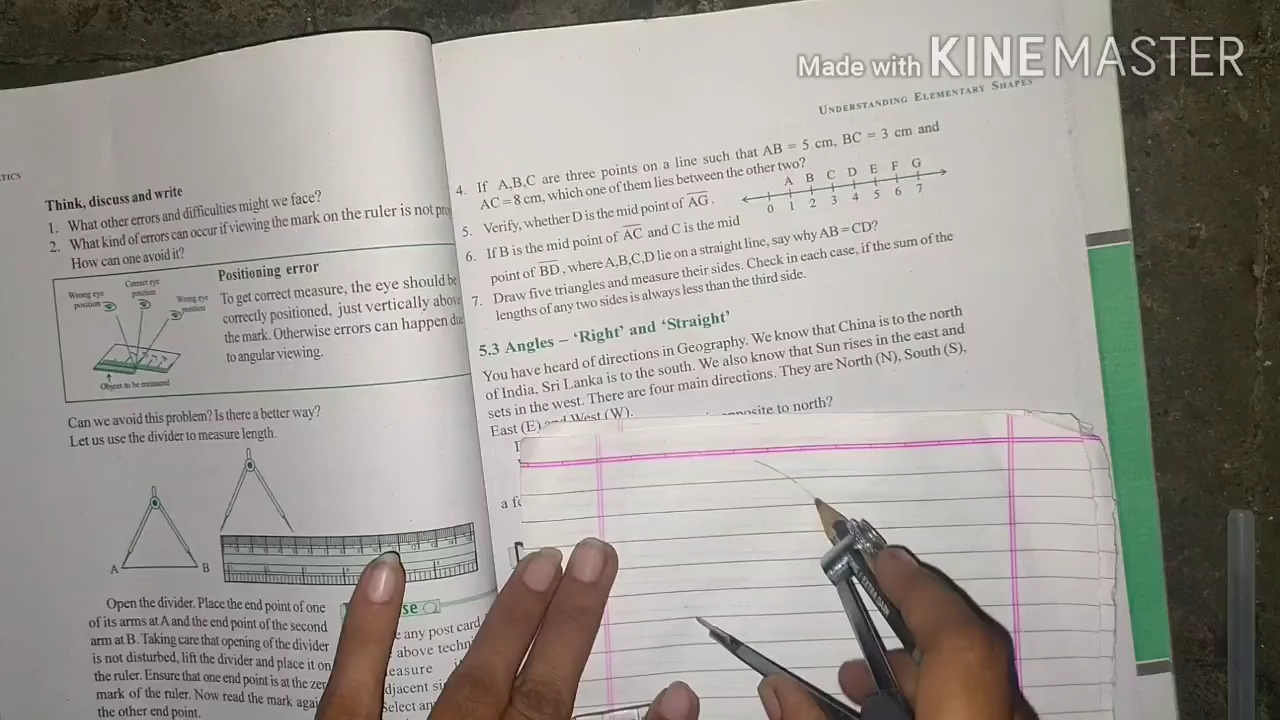 Made with KINEMASTER
TICS
Think, discuss and write
1. What other errors and difficulties might we face?
2. What kind of errors can occur if viewing the mark on the ruler is not
How can one avoid it?
Wrong eye position
Correct eye position
Wrong eye position
Object to be measured
Positioning error
To get correct measure, the eye should be
correctly positioned, just vertically above
the mark. Otherwise errors can happen due
to angular viewing.
Can we avoid this problem? Is there a better way?
Let us use the divider to measure length.
A B
Open the divider. Place the end point of one
of its arms at A and the end point of the second
arm at B. Taking care that opening of the divider
is not disturbed, lift the divider and place it on
the ruler. Ensure that one end point is at the
mark of the ruler. Now read the mark
the other end point.
any post card
above
UNDERSTANDING ELEMENTARY SHAPES
4. If A,B,C are three points on a line such that AB = 5 cm, BC = 3 cm and
AC = 8 cm, which one of them lies between the other two?
5. Verify, whether D is the mid point of AG.
A B C D E F G
0 1 2 3 4 5 6 7
6. If B is the mid point of AC and C is the mid
point of BD, where A,B,C,D lie on a straight line, say why AB = CD?
7. Draw five triangles and measure their sides. Check in each case, if the sum of the
lengths of any two sides is always less than the third side.
5.3 Angles – ‘Right’ and ‘Straight’
You have heard of directions in Geography. We know that China is to the north
of India, Sri Lanka is to the south. We also know that Sun rises in the east and
sets in the west. There are four main directions. They are North (N), South (S),
East (E) and West (W).
opposite to north?